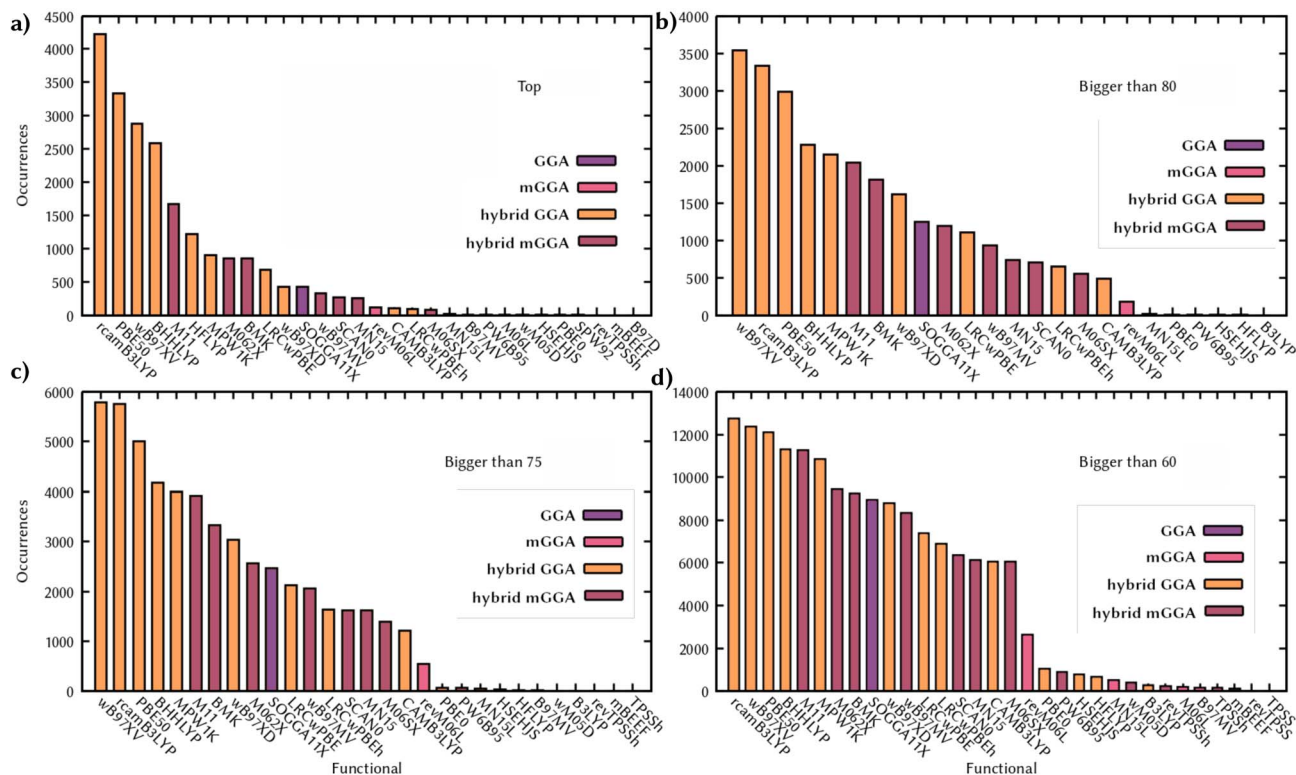 a)
Occurrences
4500
4000
3500
3000
2500
2000
1500
1000
500
0
Top
GGA
mGGA
hybrid GGA
hybrid mGGA
rcamB3LYP
PBE50
wB97XV
BHHLYP
M11
HFLYP
MPW1K
M062X
BMK
LRCwPBE
wB97XD
SOGGA11X
wB97MV
SCAN0
MN15
revM06L
CAMB3LYP
LRCwPBEh
M06SX
MN15L
B97MV
PW6B95
M06L
wM05D
HSEHJS
PBE0
SPW92
revTPSSh
mBEEF
B97D
b)
4000
3500
3000
2500
2000
1500
1000
500
0
Bigger than 80
GGA
mGGA
hybrid GGA
hybrid mGGA
wB97XV
rcamB3LYP
PBE50
BHHLYP
MPW1K
M11
BMK
wB97XD
SOGGA11X
M062X
LRCwPBE
wB97MV
MN15
SCAN0
LRCwPBEh
M06SX
CAMB3LYP
revM06L
MN15L
PBE0
PW6B95
HSEHJS
HFLYP
B3LYP
c)
Occurrences
6000
5000
4000
3000
2000
1000
0
Bigger than 75
GGA
mGGA
hybrid GGA
hybrid mGGA
wB97XV
rcamB3LYP
PBE50
BHHLYP
MPW1K
M11
BMK
wB97XD
M062X
SOGGA11X
LRCwPBE
wB97MV
LRCwPBEh
SCAN0
MN15
M06SX
CAMB3LYP
revM06L
PBE0
PW6B95
MN15L
HSEHJS
HFLYP
B97MV
wM05D
B3LYP
revTPSSh
mBEEF
TPSSh
Functional
d)
14000
12000
10000
8000
6000
4000
2000
0
Bigger than 60
GGA
mGGA
hybrid GGA
hybrid mGGA
rcamB3LYP
wB97XV
PBE50
BHHLYP
M11
MPW1K
M062X
BMK
SOGGA11X
wB97XD
wB97MV
LRCwPBE
LRCwPBEh
SCAN0
MN15
CAMB3LYP
M06SX
revM06L
PBE0
PW6B95
HSEHJS
HFLYP
MN15L
wM05D
B3LYP
revTPSSh
M06L
B97MV
TPSSh
mBEEF
revTPSS
TPSS
Functional